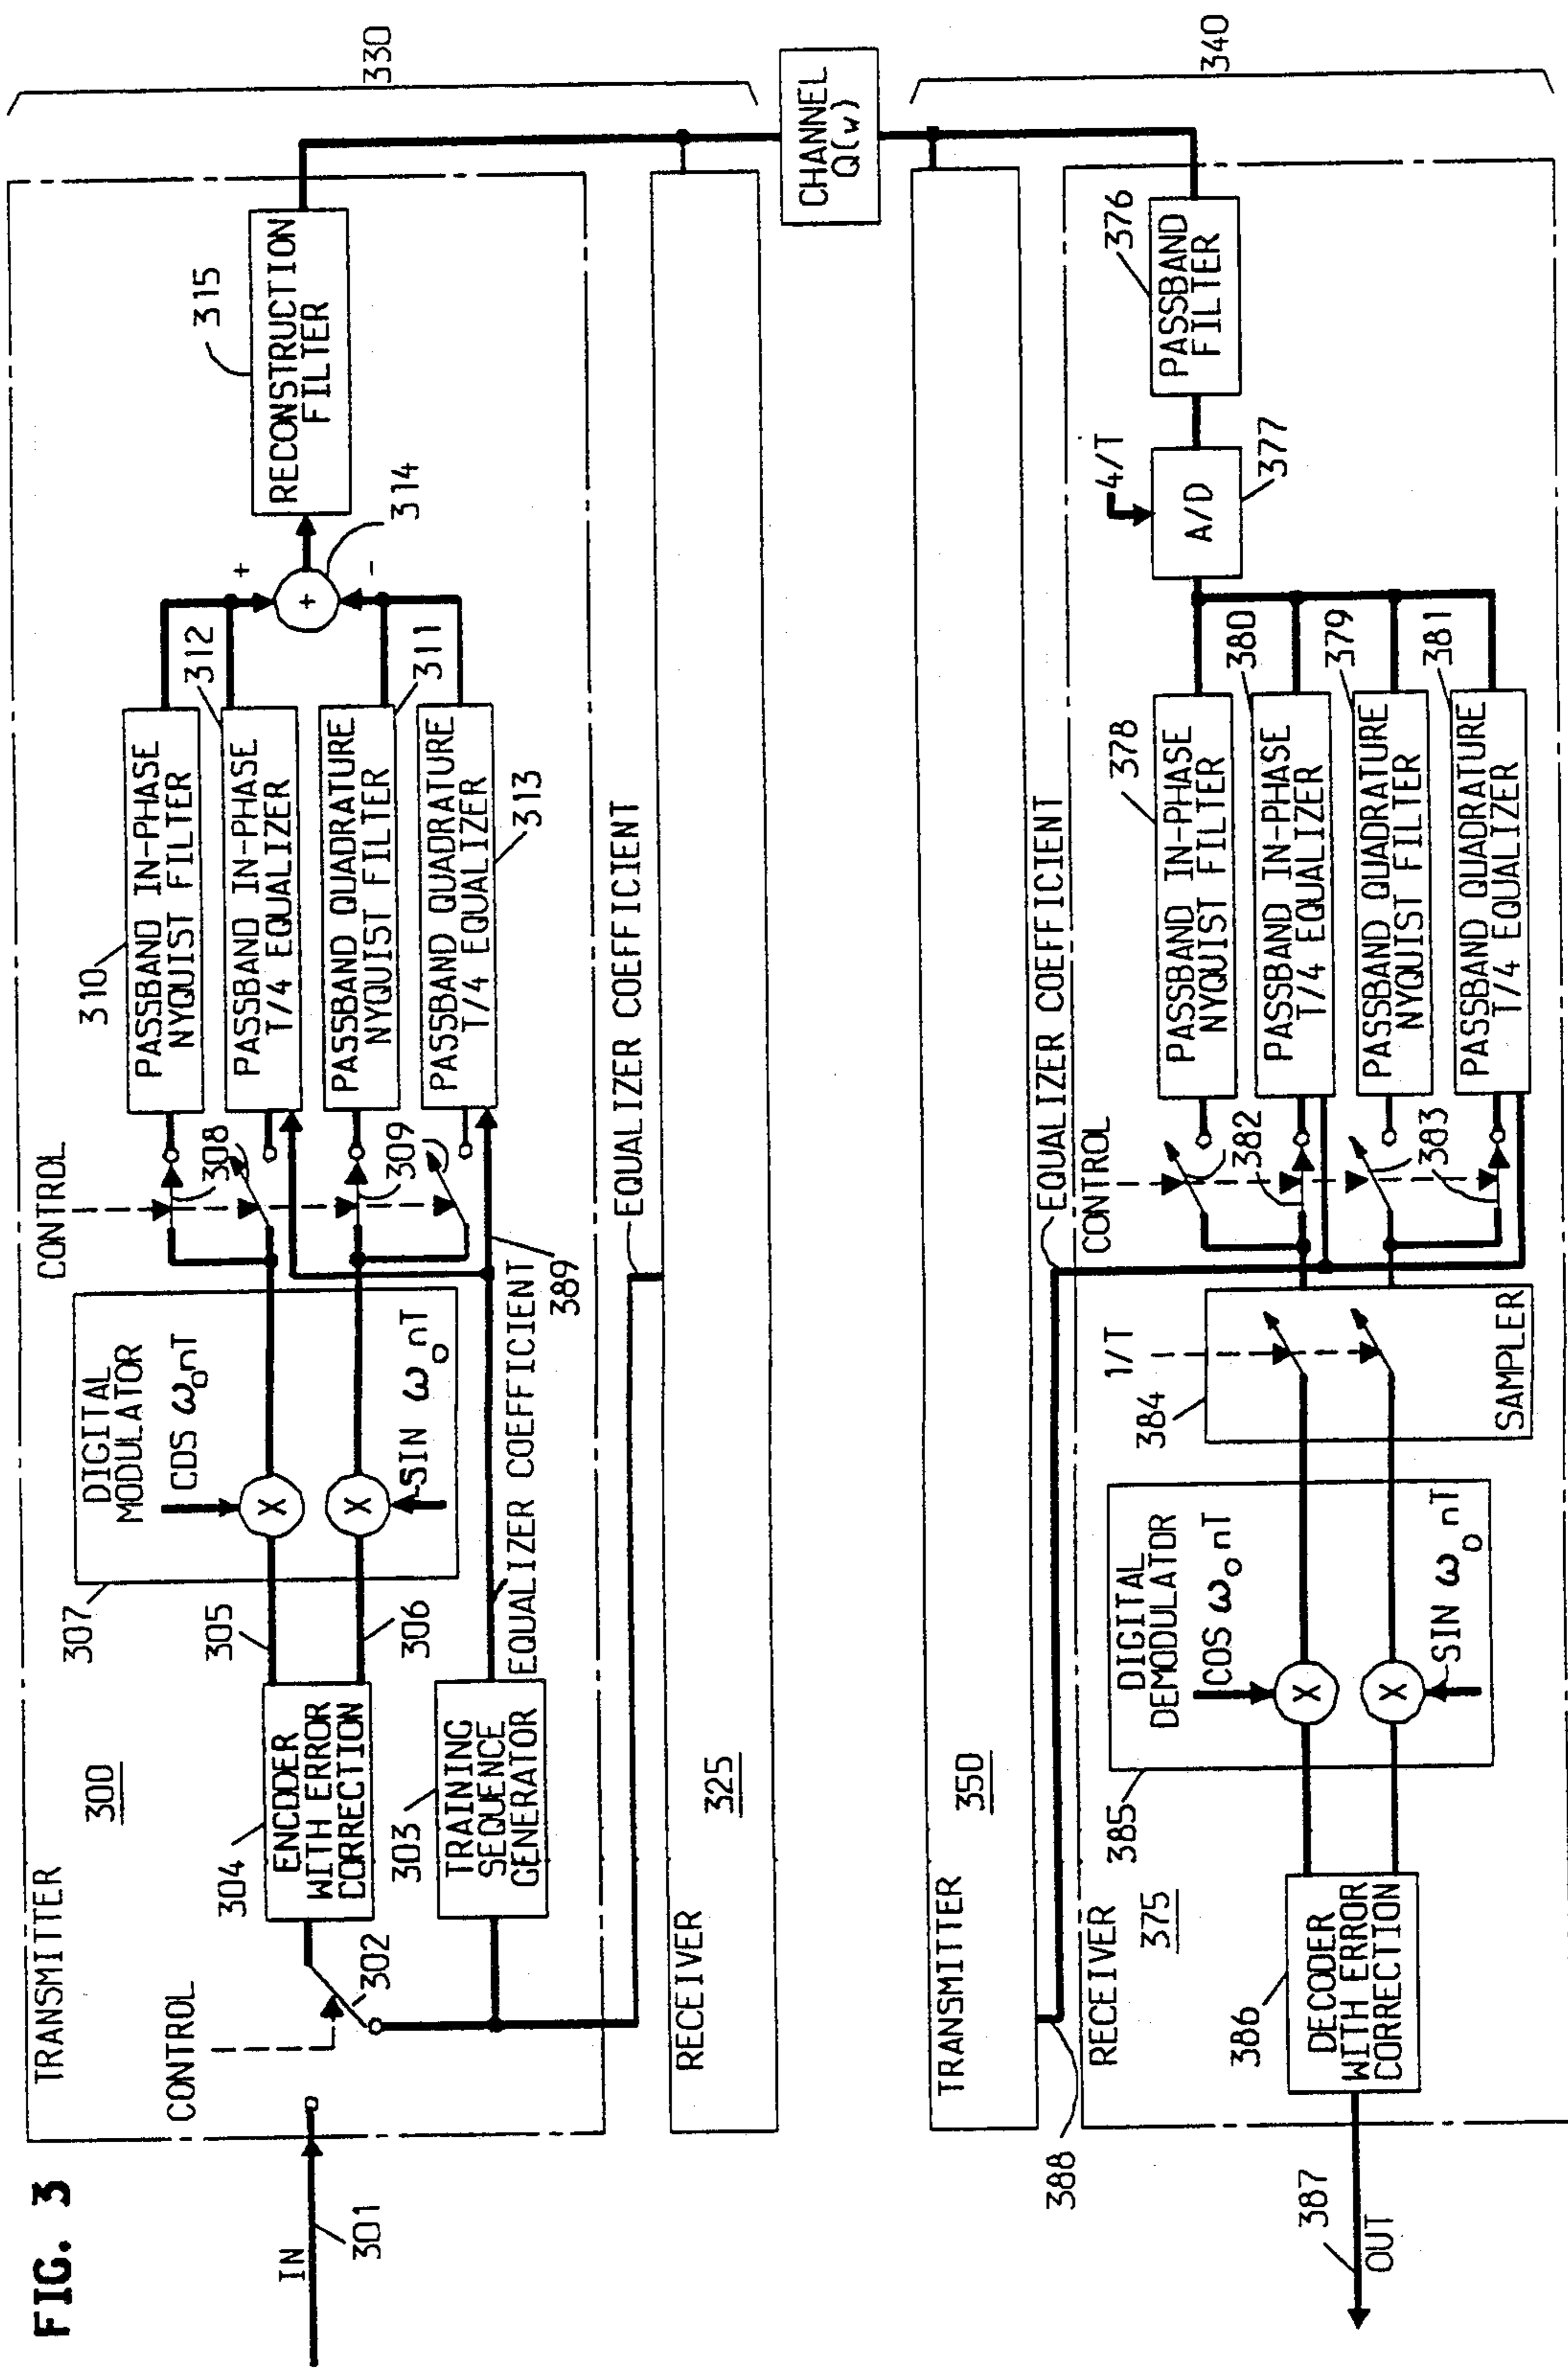 FIG. 3
TRANSMITTER
300
IN
301
CONTROL
302
304
ENCODER
WITH ERROR
CORRECTION
303
TRAINING
SEQUENCE
GENERATOR
305
306
307
DIGITAL
MODULATOR
COS ω₀nT
X
X
-SIN ω₀nT
EQUALIZER COEFFICIENT
389
CONTROL
308
309
310
PASSBAND IN-PHASE
NYQUIST FILTER
312
PASSBAND IN-PHASE
T/4 EQUALIZER
PASSBAND QUADRATURE
NYQUIST FILTER
311
PASSBAND QUADRATURE
T/4 EQUALIZER
313
+
+
-
314
315
RECONSTRUCTION
FILTER
330
RECEIVER
325
EQUALIZER COEFFICIENT
CHANNEL
Q(w)
TRANSMITTER
350
388
EQUALIZER COEFFICIENT
340
RECEIVER
375
387
OUT
386
DECODER
WITH ERROR
CORRECTION
385
DIGITAL
DEMODULATOR
COS ω₀nT
X
X
-SIN ω₀nT
384
1/T
SAMPLER
CONTROL
382
383
378
PASSBAND IN-PHASE
NYQUIST FILTER
380
PASSBAND IN-PHASE
T/4 EQUALIZER
379
PASSBAND QUADRATURE
NYQUIST FILTER
381
PASSBAND QUADRATURE
T/4 EQUALIZER
4/T
A/D
377
376
PASSBAND
FILTER